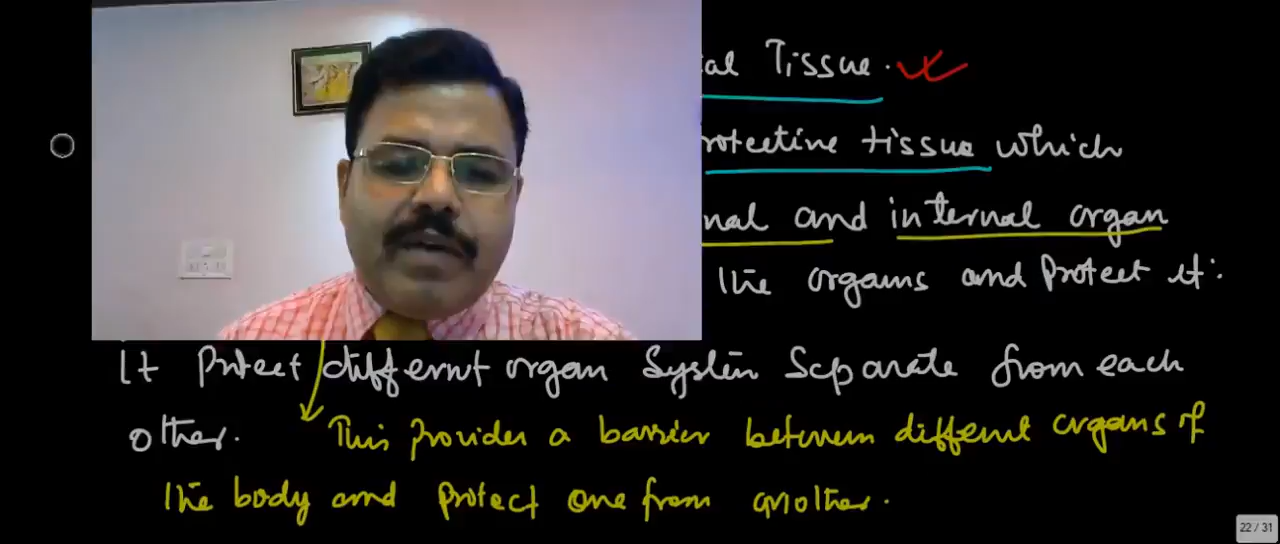 ial Tissue.
rotective tissue which
nal and internal organ
the organs and Protect it.
It Protect different organ System Separate from each
other. This provides a barrier between different organs of
the body and protect one from another.
22 / 31